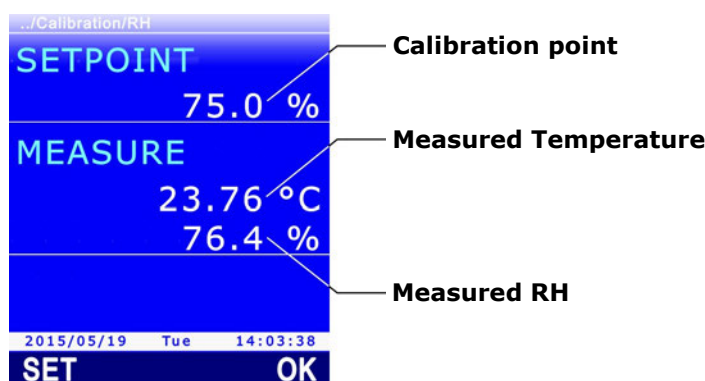 ../Calibration/RH
SETPOINT
Calibration point
75.0 %
MEASURE
Measured Temperature
23.76 °C
76.4 %
Measured RH
2015/05/19 Tue 14:03:38
SET OK